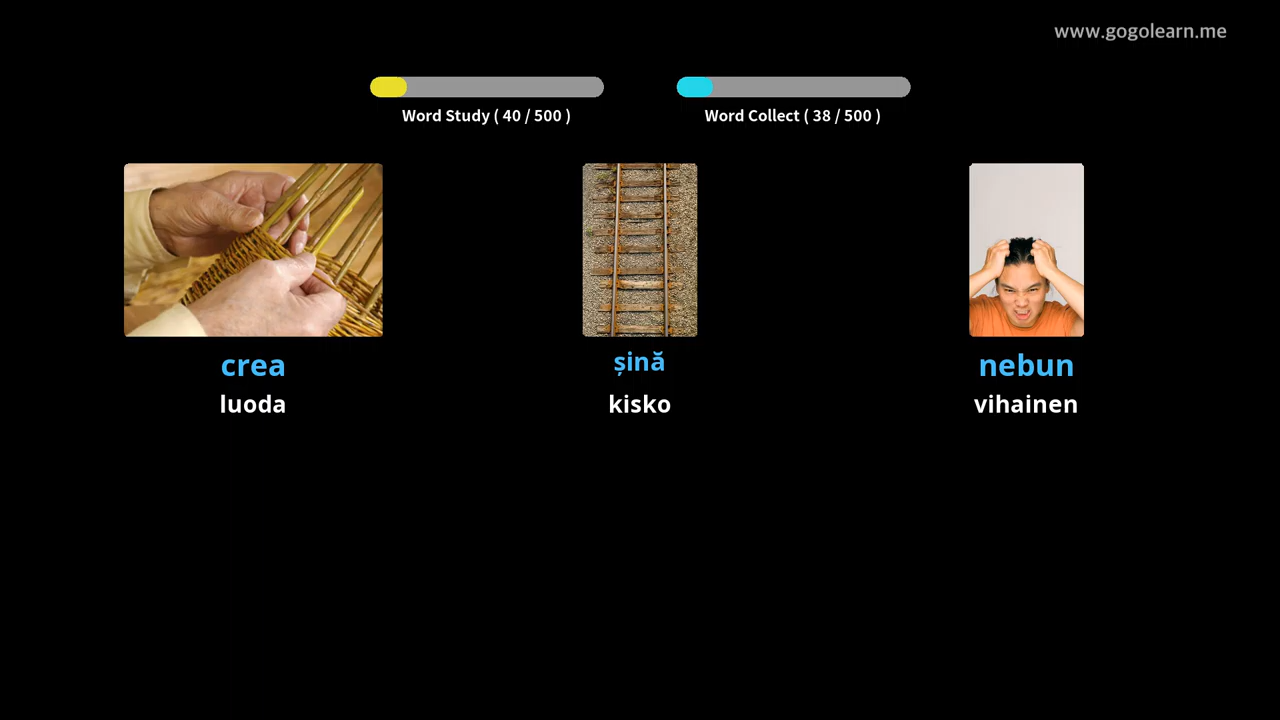 www.gogolearn.me
Word Study ( 40 / 500 )
Word Collect ( 38 / 500 )
crea
șină
nebun
luoda
kisko
vihainen